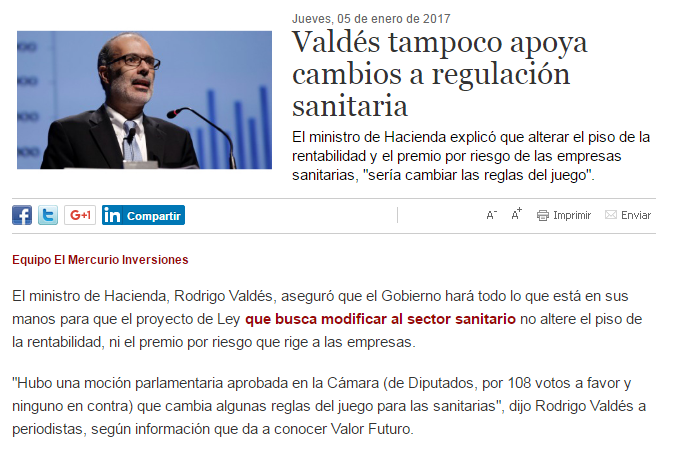 Jueves, 05 de enero de 2017
Valdés tampoco apoya
cambios a regulación
sanitaria
El ministro de Hacienda explicó que alterar el piso de la
rentabilidad y el premio por riesgo de las empresas
sanitarias, "sería cambiar las reglas del juego".
f t G+1 in Compartir A- A+ Imprimir Enviar
Equipo El Mercurio Inversiones
El ministro de Hacienda, Rodrigo Valdés, aseguró que el Gobierno hará todo lo que está en sus
manos para que el proyecto de Ley que busca modificar al sector sanitario no altere el piso de
la rentabilidad, ni el premio por riesgo que rige a las empresas.
"Hubo una moción parlamentaria aprobada en la Cámara (de Diputados, por 108 votos a favor y
ninguno en contra) que cambia algunas reglas del juego para las sanitarias", dijo Rodrigo Valdés a
periodistas, según información que da a conocer Valor Futuro.